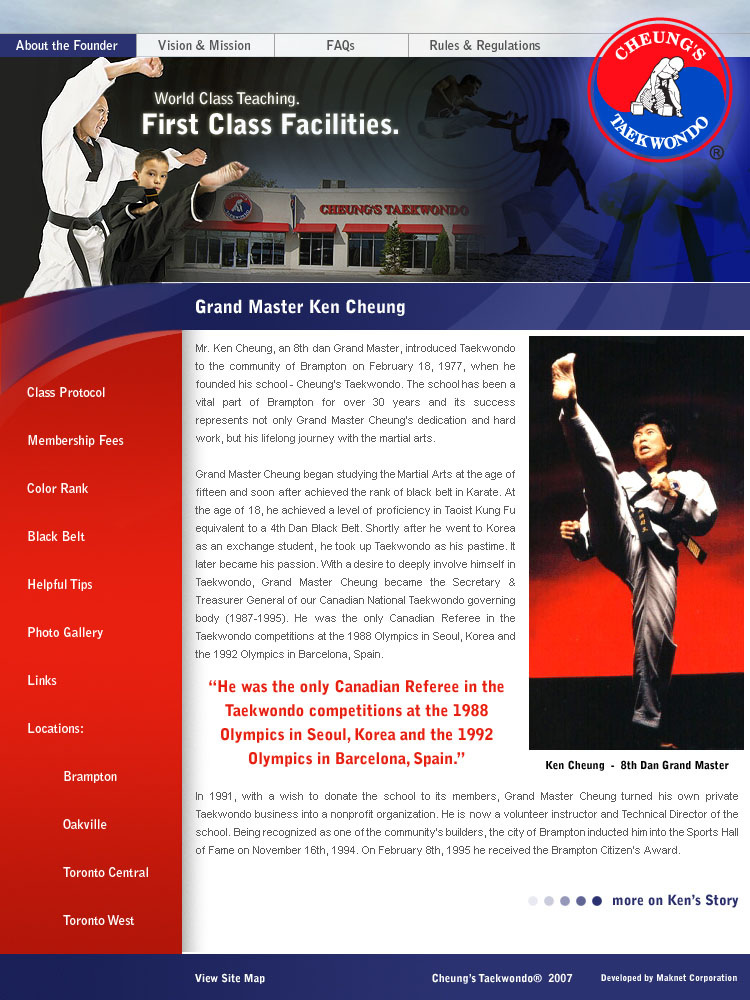 About the Founder
Vision & Mission
FAQs
Rules & Regulations
CHEUNG'S
TAEKWONDO
®
World Class Teaching.
First Class Facilities.
CHEUNG'S TAEKWONDO
Grand Master Ken Cheung
Class Protocol
Membership Fees
Color Rank
Black Belt
Helpful Tips
Photo Gallery
Links
Locations:
Brampton
Oakville
Toronto Central
Toronto West
Mr. Ken Cheung, an 8th dan Grand Master, introduced Taekwondo
to the community of Brampton on February 18, 1977, when he
founded his school - Cheung's Taekwondo. The school has been a
vital part of Brampton for over 30 years and its success
represents not only Grand Master Cheung's dedication and hard
work, but his lifelong journey with the martial arts.
Grand Master Cheung began studying the Martial Arts at the age of
fifteen and soon after achieved the rank of black belt in Karate. At
the age of 18, he achieved a level of proficiency in Taoist Kung Fu
equivalent to a 4th Dan Black Belt. Shortly after he went to Korea
as an exchange student, he took up Taekwondo as his pastime. It
later became his passion. With a desire to deeply involve himself in
Taekwondo, Grand Master Cheung became the Secretary &
Treasurer General of our Canadian National Taekwondo governing
body (1987-1995). He was the only Canadian Referee in the
Taekwondo competitions at the 1988 Olympics in Seoul, Korea and
the 1992 Olympics in Barcelona, Spain.
“He was the only Canadian Referee in the
Taekwondo competitions at the 1988
Olympics in Seoul, Korea and the 1992
Olympics in Barcelona, Spain.”
Ken Cheung - 8th Dan Grand Master
In 1991, with a wish to donate the school to its members, Grand Master Cheung turned his own private
Taekwondo business into a nonprofit organization. He is now a volunteer instructor and Technical Director of the
school. Being recognized as one of the community's builders, the city of Brampton inducted him into the Sports Hall
of Fame on November 16th, 1994. On February 8th, 1995 he received the Brampton Citizen's Award.
more on Ken's Story
View Site Map
Cheung's Taekwondo® 2007
Developed by Maknet Corporation